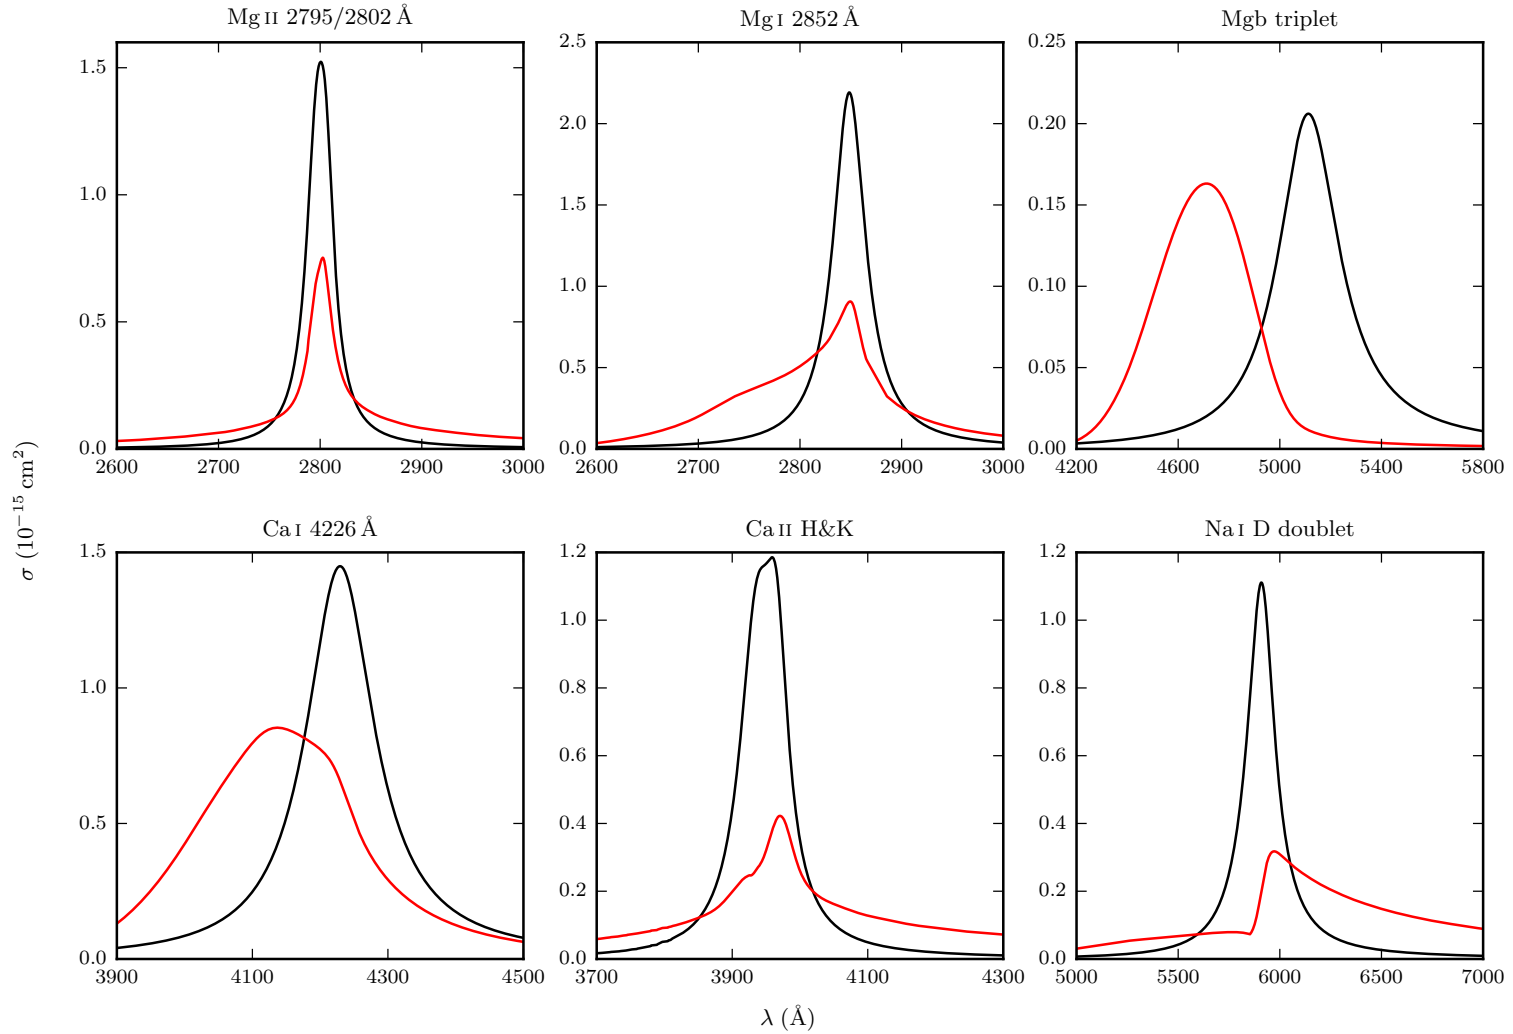 Mg II 2795/2802 Å
Mg I 2852 Å
Mgb triplet
1.5
1.0
0.5
0.0
2600 2700 2800 2900 3000
2.5
2.0
1.5
1.0
0.5
0.0
2600 2700 2800 2900 3000
0.25
0.20
0.15
0.10
0.05
0.00
4200 4600 5000 5400 5800
σ (10⁻¹⁵ cm²)
Ca I 4226 Å
Ca II H&K
Na I D doublet
1.5
1.0
0.5
0.0
3900 4100 4300 4500
1.2
1.0
0.8
0.6
0.4
0.2
0.0
3700 3900 4100 4300
1.2
1.0
0.8
0.6
0.4
0.2
0.0
5000 5500 6000 6500 7000
λ (Å)